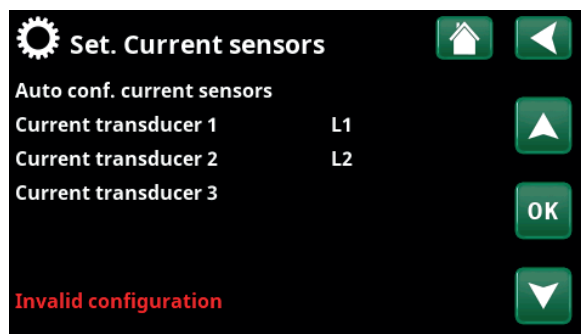 Set. Current sensors
Auto conf. current sensors
Current transducer 1 L1
Current transducer 2 L2
Current transducer 3
OK
Invalid configuration